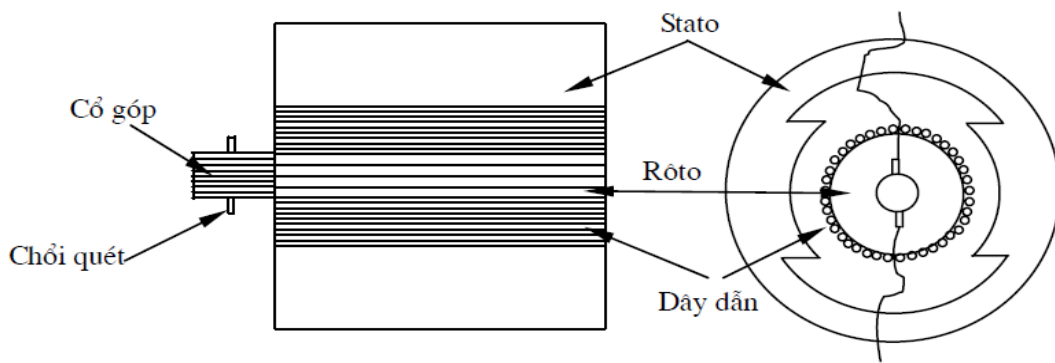 Stato
Cổ góp
Rôto
Chổi quét
Dây dẫn